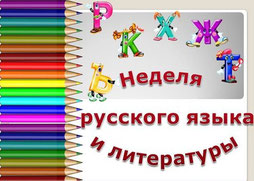 Р К Х Ж
Ь Т
Неделя
русского языка
и литературы